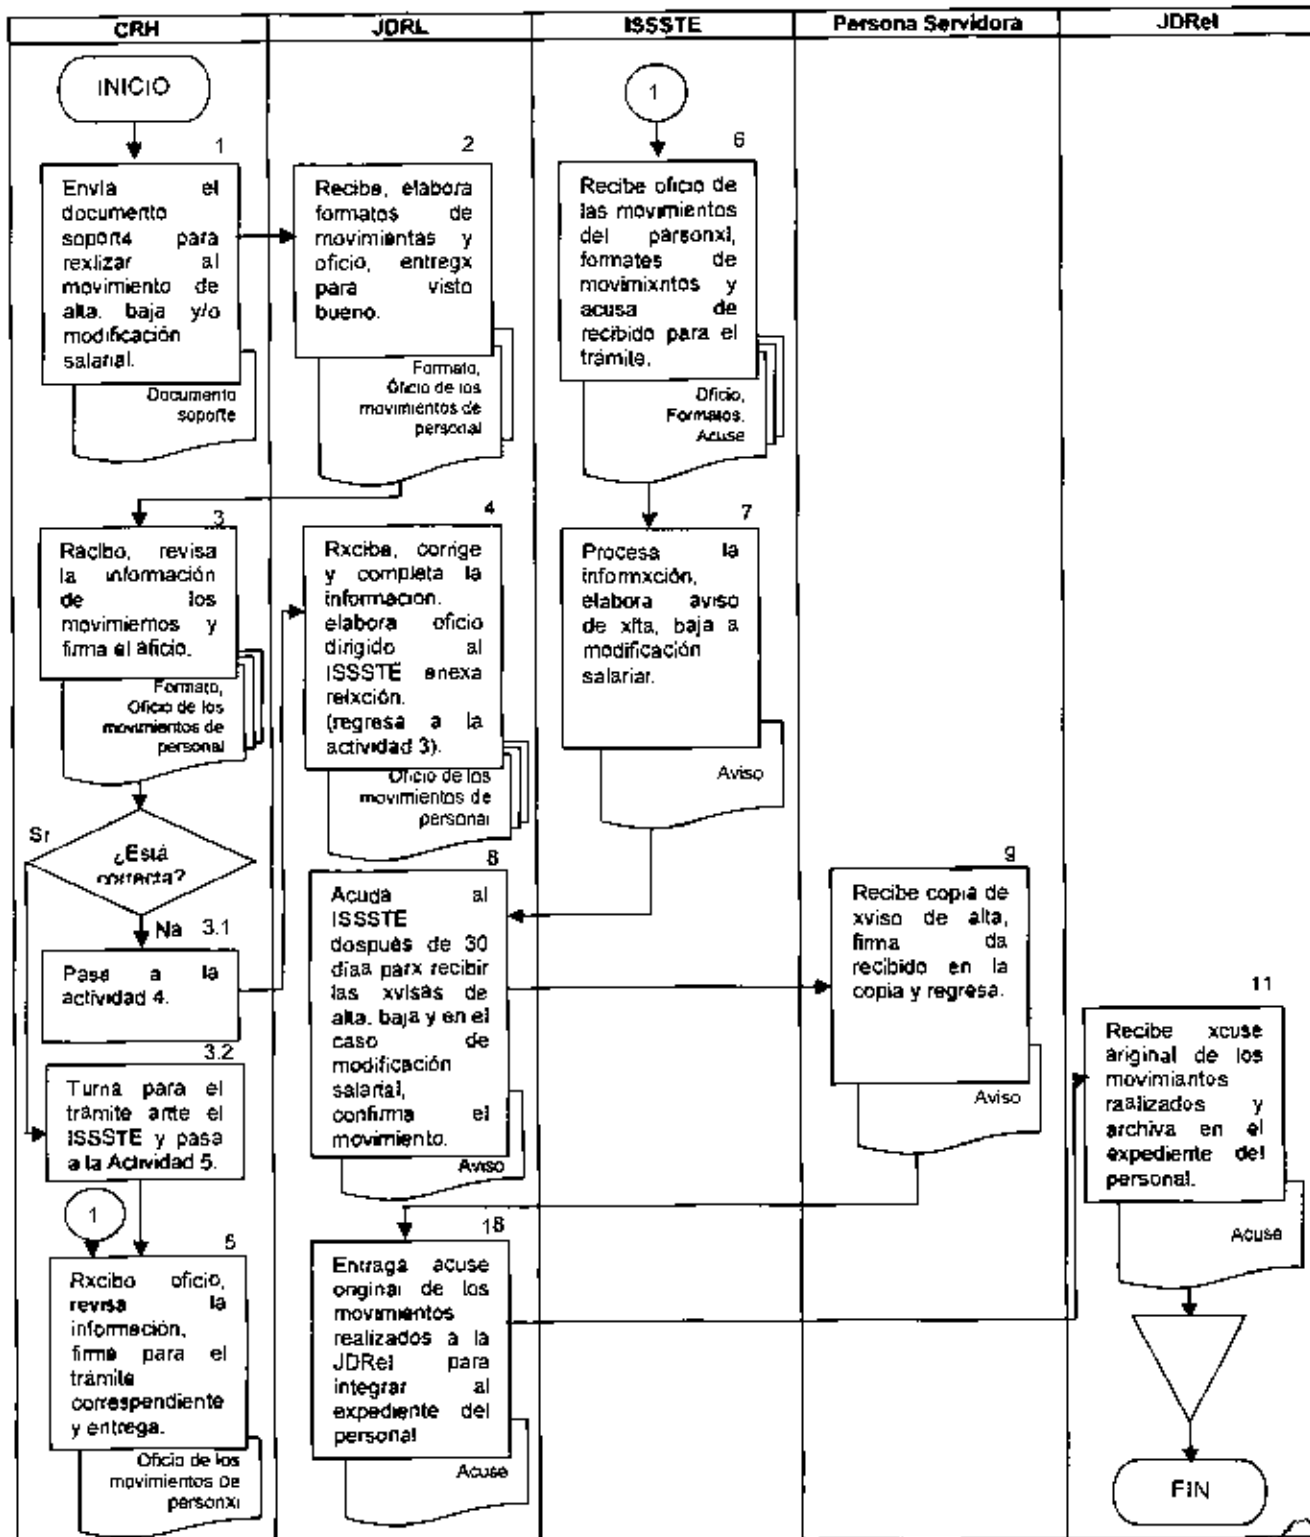 CRH
JDRL
ISSSTE
Persona Servidora
JDRel
INICIO
1
Envía el
documento
soport4 para
rexlizar al
movimiento de
alta. baja y/o
modificación
salarial.
Documento
soporte
2
Recibe, elabora
formatos de
movimientas y
oficio, entregx
para visto
bueno.
Formato,
Óficio de los
movimientos de
personal
3
Raclbo, revisa
la información
de los
movimiemos y
firma el aficio.
Formato,
Oficio de los
movimientos de
personal
¿Está
correcta?
Sr
Na
3.1
Pasa a la
actividad 4.
3.2
Turna para el
trámite ante el
ISSSTE y pasa
a la Actividad 5.
1
5
Rxcibo oficio,
revisa la
información,
firme para el
trámite
correspondiente
y entrega.
Oficio de los
movimientos de
personxi
4
Rxciba, corrige
y completa la
informacion.
elabora oficio
dirigido al
ISSSTE enexa
reixción.
(regresa a la
actividad 3).
Oficio de los
movimientos de
personai
1
6
Recibe oficio de
las movimientos
del parsonxl,
formates de
movimixntos y
acusa de
recibido para el
trámite.
Oficio,
Formatos.
Acuse
7
Procesa la
informxción,
elabora aviso
de xlta, baja a
modificación
salariar.
Aviso
8
Acuda al
ISSSTE
dospués de 30
diaa parx recibir
las xvisas de
alta. baja y en el
caso de
modificación
salarial,
confirma el
movimiento.
Aviso
9
Recibe copia de
xviso de alta,
firma da
recibido en la
copia y regresa.
Aviso
18
Entraga acuse
originai de los
movimientos
realizados a la
JDRel para
integrar al
expediente del
personal
Acuse
11
Recibe xcuse
ariginal de los
movimiantos
raalizados y
archiva en el
expediente del
personal.
Acuse
FIN